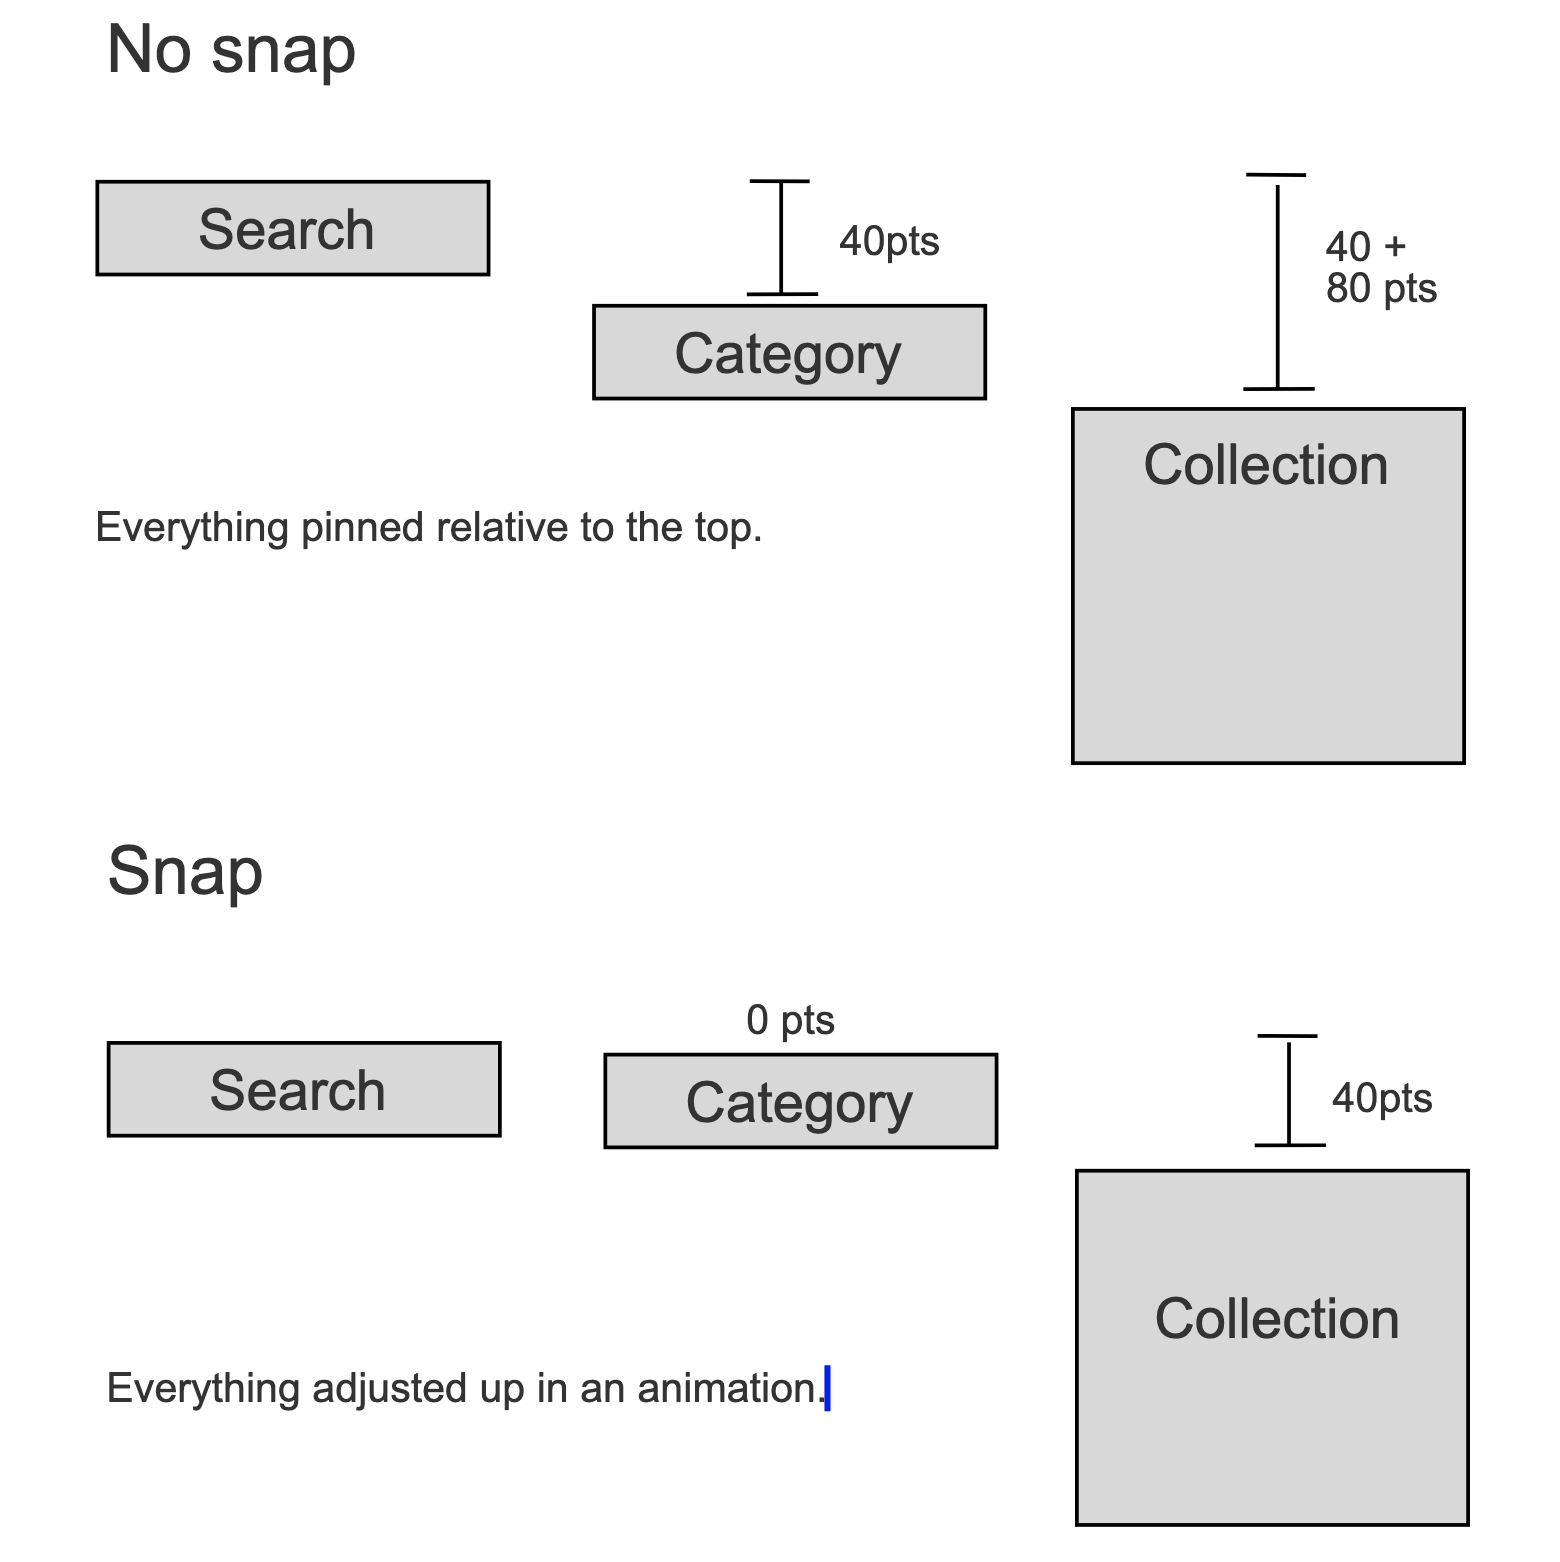 No snap
Search
40pts
40 +
80 pts
Category
Collection
Everything pinned relative to the top.
Snap
0 pts
Search
Category
40pts
Collection
Everything adjusted up in an animation.